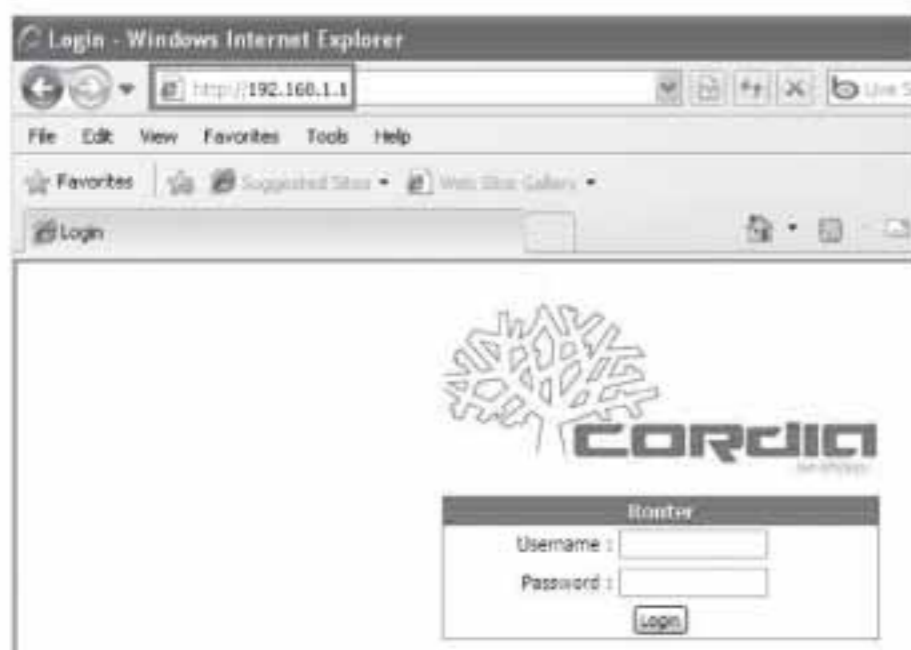 Login - Windows Internet Explorer
http://192.168.1.1
File Edit View Favorites Tools Help
Favorites Suggested Sites Web Slice Gallery
Login
CORdia
Router
Username :
Password :
Login